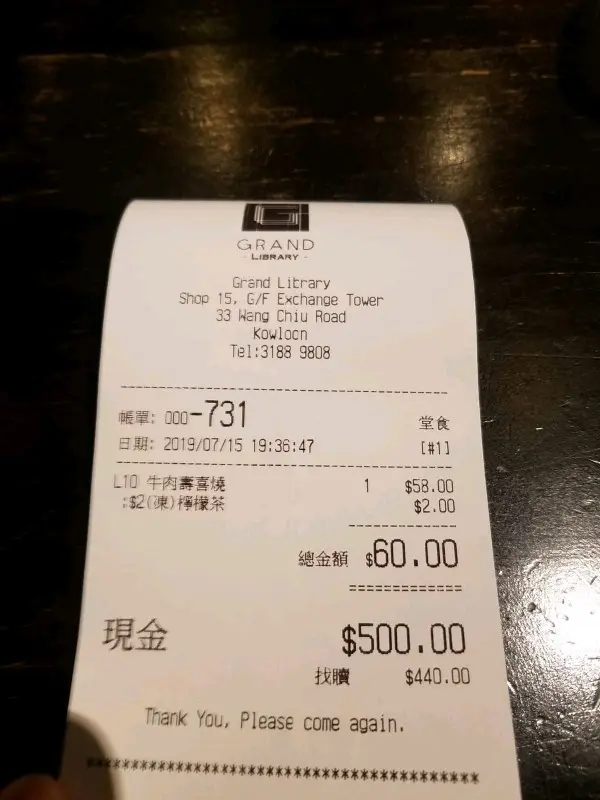 G
GRAND
- LIBRARY -
Grand Library
Shop 15, G/F Exchange Tower
33 Wang Chiu Road
Kowloon
Tel:3188 9808
帳單: 000-731 堂食
日期: 2019/07/15 19:36:47 [#1]
L10 牛肉壽喜燒 1 $58.00
:$2(凍)檸檬茶 $2.00
總金額 $60.00
現金 $500.00
找贖 $440.00
Thank You, Please come again.
****************************************